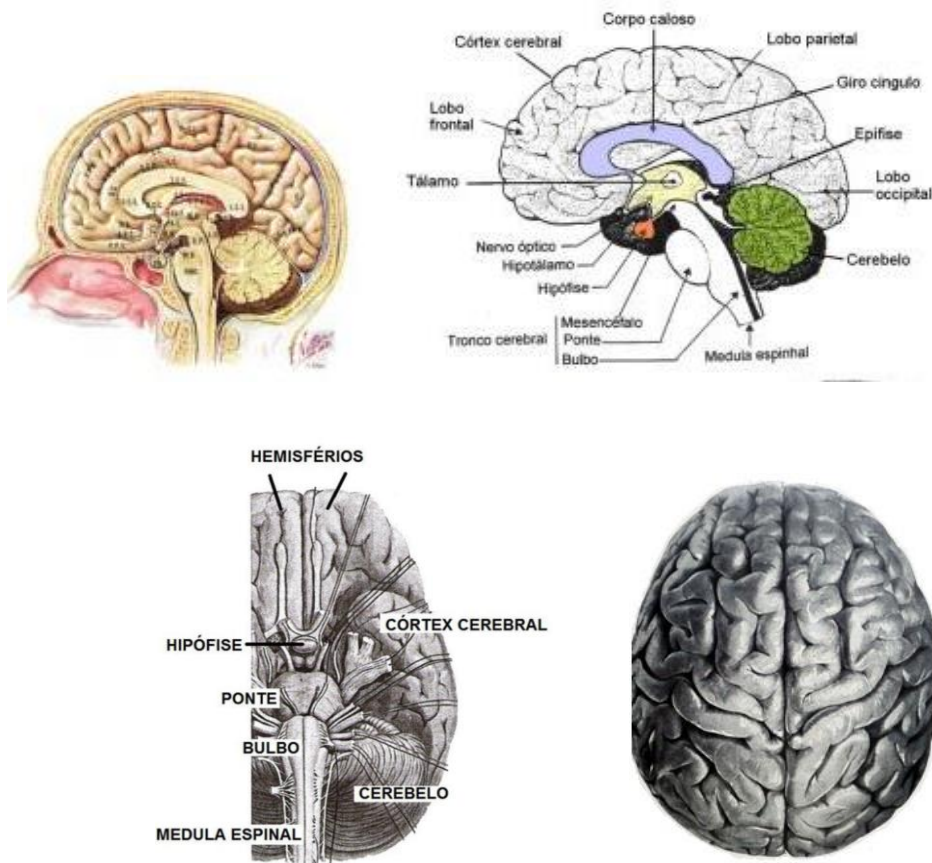 Corpo caloso
Córtex cerebral
Lobo parietal
Giro cíngulo
Lobo
frontal
Epífise
Tálamo
Lobo
occipital
Nervo óptico
Hipotálamo
Cerebelo
Hipófise
Mesencéfalo
Tronco cerebral
Ponte
Bulbo
Medula espinhal
HEMISFÉRIOS
CÓRTEX CEREBRAL
HIPÓFISE
PONTE
BULBO
CEREBELO
MEDULA ESPINAL